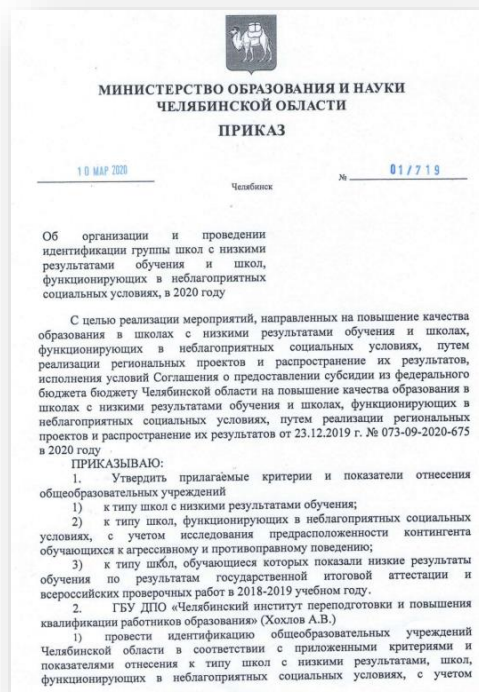 МИНИСТЕРСТВО ОБРАЗОВАНИЯ И НАУКИ
ЧЕЛЯБИНСКОЙ ОБЛАСТИ
ПРИКАЗ
10 МАР 2020
№ 01/719
Челябинск
Об организации и проведении
идентификации группы школ с низкими
результатами обучения и школ,
функционирующих в неблагоприятных
социальных условиях, в 2020 году
С целью реализации мероприятий, направленных на повышение качества
образования в школах с низкими результатами обучения и школах,
функционирующих в неблагоприятных социальных условиях, путем
реализации региональных проектов и распространение их результатов,
исполнения условий Соглашения о предоставлении субсидии из федерального
бюджета бюджету Челябинской области на повышение качества образования в
школах с низкими результатами обучения и школах, функционирующих в
неблагоприятных социальных условиях, путем реализации региональных
проектов и распространение их результатов от 23.12.2019 г. № 073-09-2020-675
в 2020 году
ПРИКАЗЫВАЮ:
1. Утвердить прилагаемые критерии и показатели отнесения
общеобразовательных учреждений
1) к типу школ с низкими результатами обучения;
2) к типу школ, функционирующих в неблагоприятных социальных
условиях, с учетом исследования предрасположенности контингента
обучающихся к агрессивному и противоправному поведению;
3) к типу школ, обучающиеся которых показали низкие результаты
обучения по результатам государственной итоговой аттестации и
всероссийских проверочных работ в 2018-2019 учебном году.
2. ГБУ ДПО «Челябинский институт переподготовки и повышения
квалификации работников образования» (Хохлов А.В.)
1) провести идентификацию общеобразовательных учреждений
Челябинской области в соответствии с приложенными критериями и
показателями отнесения к типу школ с низкими результатами, школ,
функционирующих в неблагоприятных социальных условиях, с учетом